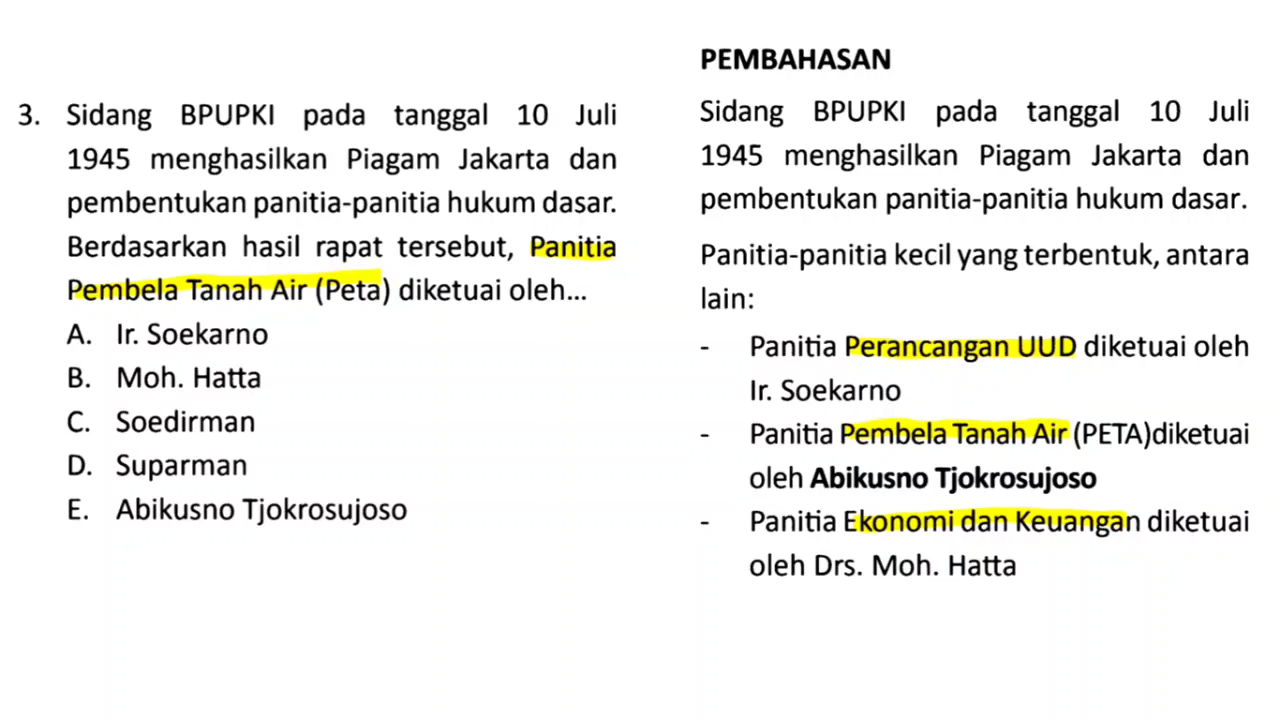 3. Sidang BPUPKI pada tanggal 10 Juli
1945 menghasilkan Piagam Jakarta dan
pembentukan panitia-panitia hukum dasar.
Berdasarkan hasil rapat tersebut, Panitia
Pembela Tanah Air (Peta) diketuai oleh...
A. Ir. Soekarno
B. Moh. Hatta
C. Soedirman
D. Suparman
E. Abikusno Tjokrosujoso
PEMBAHASAN
Sidang BPUPKI pada tanggal 10 Juli
1945 menghasilkan Piagam Jakarta dan
pembentukan panitia-panitia hukum dasar.
Panitia-panitia kecil yang terbentuk, antara
lain:
- Panitia Perancangan UUD diketuai oleh
Ir. Soekarno
- Panitia Pembela Tanah Air (PETA)diketuai
oleh Abikusno Tjokrosujoso
- Panitia Ekonomi dan Keuangan diketuai
oleh Drs. Moh. Hatta